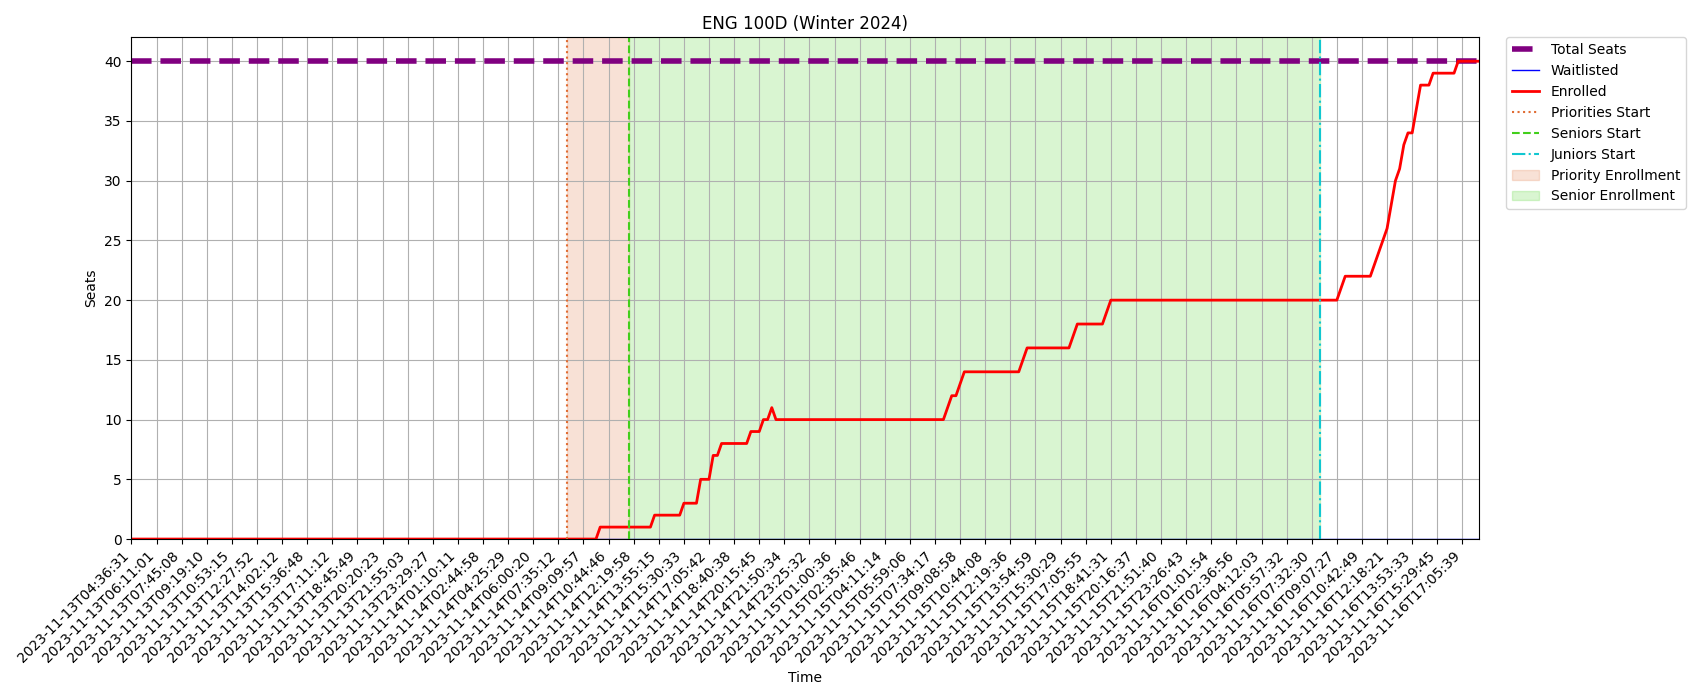 ENG 100D (Winter 2024)
Seats
40
35
30
25
20
15
10
5
0
2023-11-13T04:36:31
2023-11-13T06:11:01
2023-11-13T07:45:08
2023-11-13T09:19:10
2023-11-13T10:53:15
2023-11-13T12:27:52
2023-11-13T14:02:12
2023-11-13T15:36:48
2023-11-13T17:11:12
2023-11-13T18:45:49
2023-11-13T20:20:23
2023-11-13T21:55:03
2023-11-13T23:29:27
2023-11-14T01:10:11
2023-11-14T02:44:58
2023-11-14T04:25:29
2023-11-14T06:00:20
2023-11-14T07:35:12
2023-11-14T09:09:57
2023-11-14T10:44:46
2023-11-14T12:19:58
2023-11-14T13:55:15
2023-11-14T15:30:33
2023-11-14T17:05:42
2023-11-14T18:40:38
2023-11-14T20:15:45
2023-11-14T21:50:34
2023-11-14T23:25:32
2023-11-15T01:00:36
2023-11-15T02:35:46
2023-11-15T04:11:14
2023-11-15T05:59:06
2023-11-15T07:34:17
2023-11-15T09:08:58
2023-11-15T10:44:08
2023-11-15T12:19:36
2023-11-15T13:54:59
2023-11-15T15:30:29
2023-11-15T17:05:55
2023-11-15T18:41:31
2023-11-15T20:16:37
2023-11-15T21:51:40
2023-11-15T23:26:43
2023-11-16T01:01:54
2023-11-16T02:36:56
2023-11-16T04:12:03
2023-11-16T05:57:32
2023-11-16T07:32:30
2023-11-16T09:07:27
2023-11-16T10:42:49
2023-11-16T12:18:21
2023-11-16T13:53:33
2023-11-16T15:29:45
2023-11-16T17:05:39
Time
Total Seats
Waitlisted
Enrolled
Priorities Start
Seniors Start
Juniors Start
Priority Enrollment
Senior Enrollment